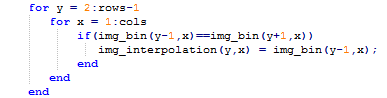 for y = 2:rows-1
for x = 1:cols
if(img_bin(y-1,x)==img_bin(y+1,x))
img_interpolation(y,x) = img_bin(y-1,x);
end
end
end